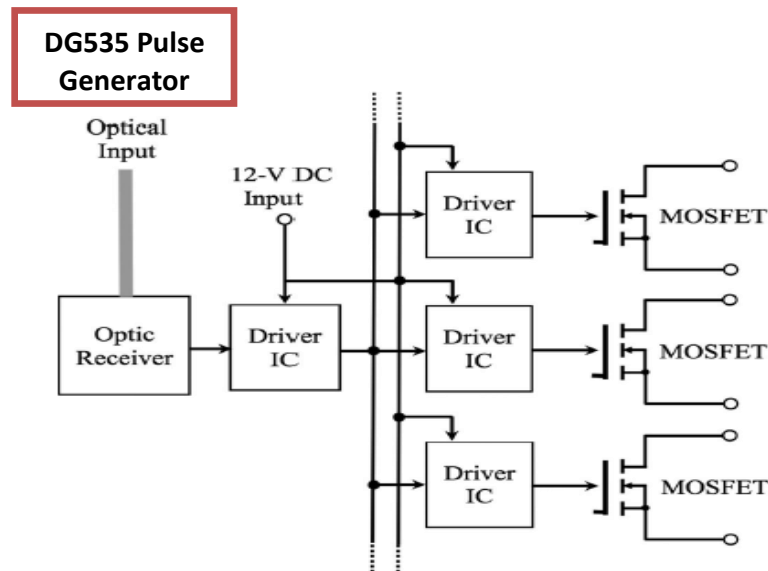 DG535 Pulse
Generator
Optical
Input
12-V DC
Input
Optic
Receiver
Driver
IC
Driver
IC
MOSFET
Driver
IC
MOSFET
Driver
IC
MOSFET